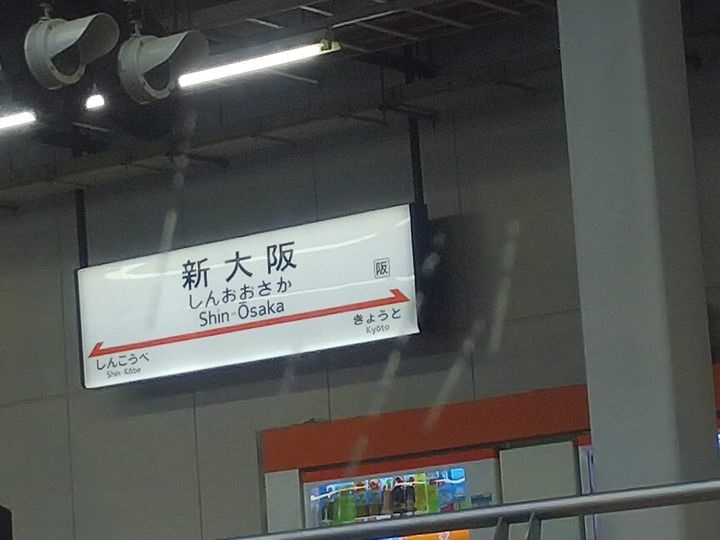 新大阪
阪
しんおおさか
Shin-Ōsaka
きょうと
Kyōto
しんこうべ
Shin-Kōbe